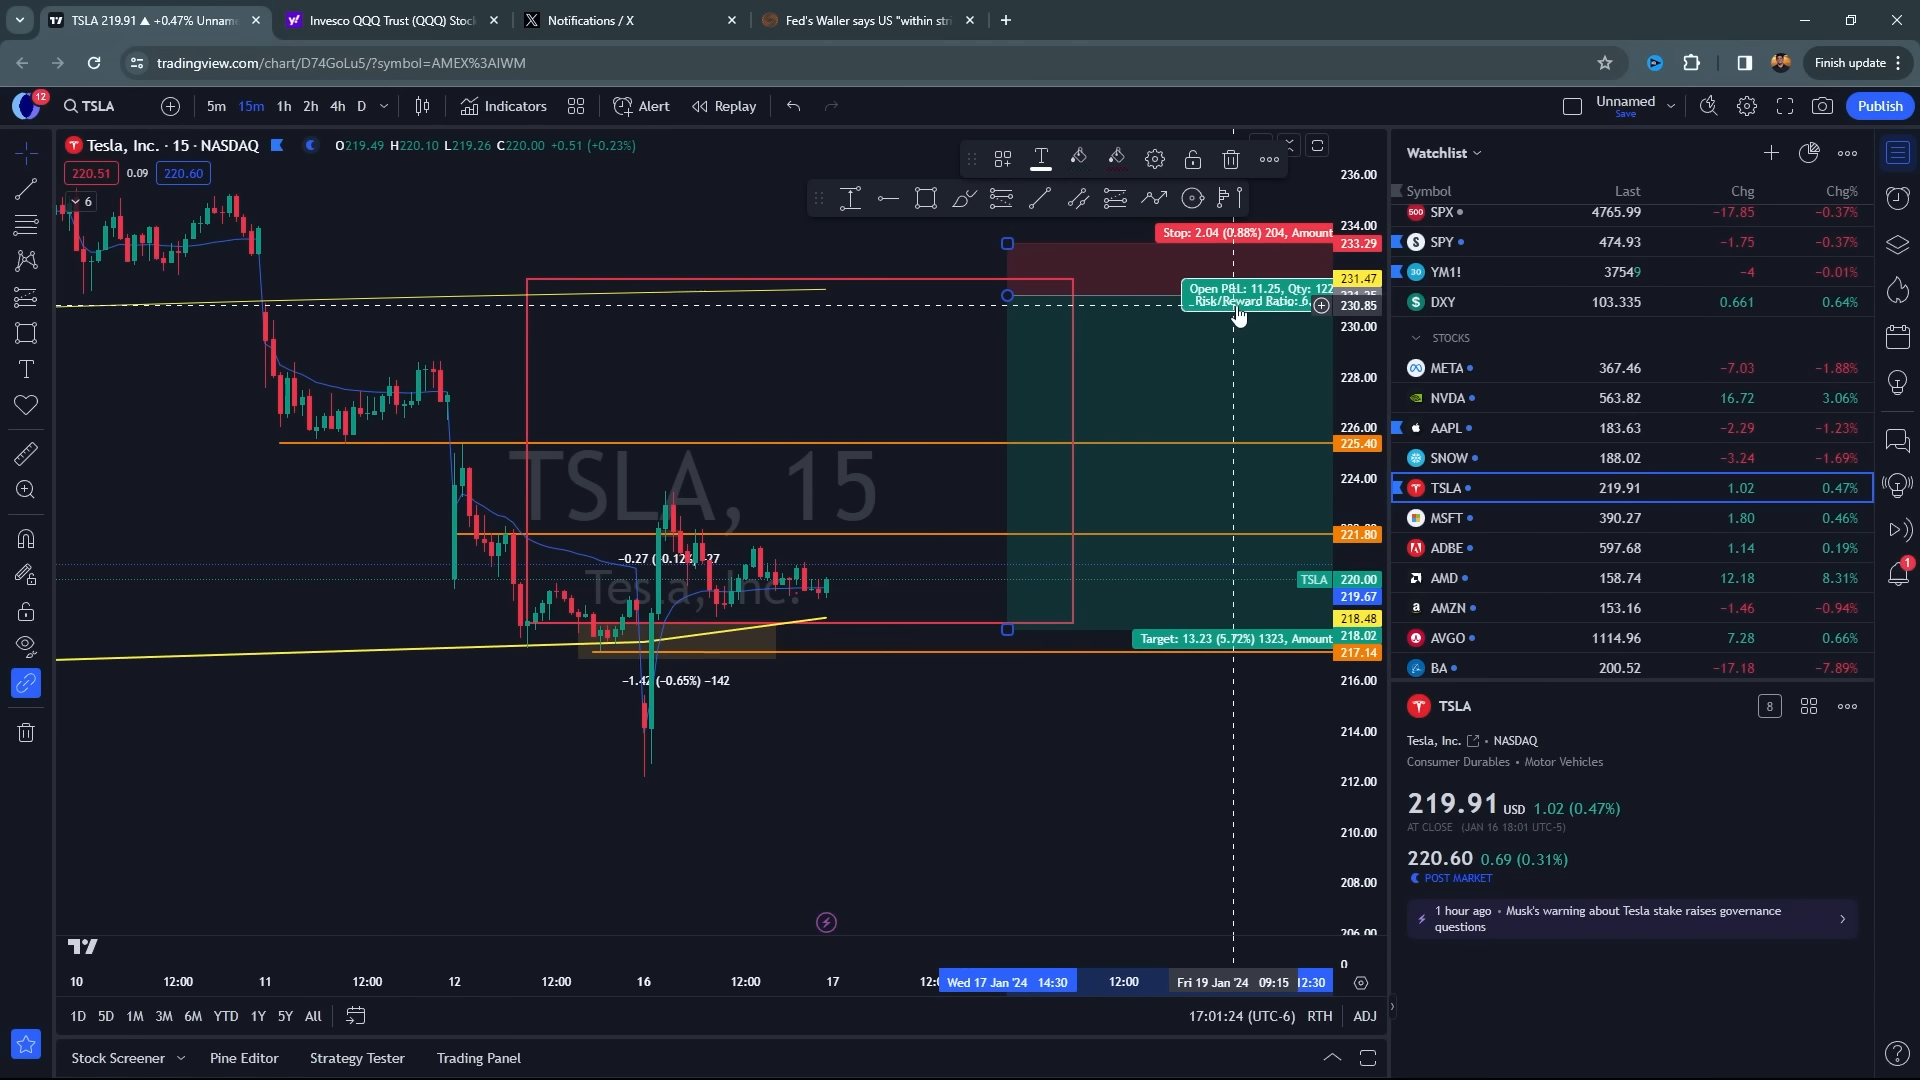 TSLA 219.91 ▲ +0.47% Unnam
Invesco QQQ Trust (QQQ) Stoc
Notifications / X
Fed's Waller says US "within stri
tradingview.com/chart/D74GoLu5/?symbol=AMEX%3AIWM
Finish update
12
TSLA
5m 15m 1h 2h 4h D
Indicators
Alert
Replay
Unnamed
Save
Publish
Tesla, Inc. · 15 · NASDAQ
O219.49 H220.10 L219.26 C220.00 +0.51 (+0.23%)
220.51 0.09 220.60
6
Stop: 2.04 (0.88%) 204, Amount
Open P&L: 11.25, Qty: 122
Risk/Reward Ratio: 6.
TSLA, 15
Tesla, Inc.
−0.27 (−0.12%) −27
−1.42 (−0.65%) −142
Target: 13.23 (5.72%) 1323, Amount
236.00
234.00
233.29
231.47
230.85
230.00
228.00
226.00
225.40
224.00
221.80
TSLA 220.00
219.67
218.48
218.02
217.14
216.00
214.00
212.00
210.00
208.00
206.00
0
10 12:00 11 12:00 12 12:00 16 12:00 17 12:0 Wed 17 Jan '24 14:30 12:00 Fri 19 Jan '24 09:15 12:30
1D 5D 1M 3M 6M YTD 1Y 5Y All
17:01:24 (UTC-6) RTH ADJ
Stock Screener
Pine Editor
Strategy Tester
Trading Panel
Watchlist
Symbol Last Chg Chg%
500 SPX 4765.99 −17.85 −0.37%
S SPY 474.93 −1.75 −0.37%
30 YM1! 37549 −4 −0.01%
$ DXY 103.335 0.661 0.64%
STOCKS
META 367.46 −7.03 −1.88%
NVDA 563.82 16.72 3.06%
AAPL 183.63 −2.29 −1.23%
SNOW 188.02 −3.24 −1.69%
TSLA 219.91 1.02 0.47%
MSFT 390.27 1.80 0.46%
ADBE 597.68 1.14 0.19%
AMD 158.74 12.18 8.31%
a AMZN 153.16 −1.46 −0.94%
AVGO 1114.96 7.28 0.66%
BA 200.52 −17.18 −7.89%
TSLA
8
Tesla, Inc. • NASDAQ
Consumer Durables • Motor Vehicles
219.91 USD 1.02 (0.47%)
AT CLOSE (JAN 16 18:01 UTC-5)
220.60 0.69 (0.31%)
POST MARKET
1 hour ago • Musk's warning about Tesla stake raises governance
questions
1